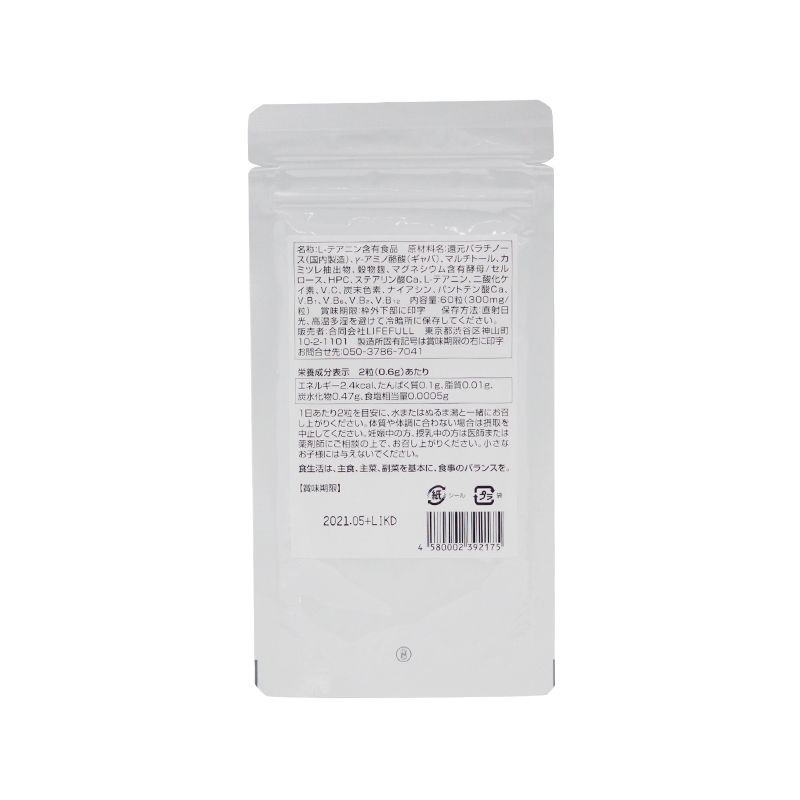 名称:L-テアニン含有食品 原材料名:還元パラチノー
ス(国内製造)、γ-アミノ酪酸(ギャバ)、マルチトール、カ
ミツレ抽出物、穀物麹、マグネシウム含有酵母/セル
ロース、HPC、ステアリン酸Ca、L-テアニン、二酸化ケ
イ素、V.C、炭末色素、ナイアシン、パントテン酸Ca、
V.B₁、V.B₆、V.B₂、V.B₁₂ 内容量:60粒(300mg/
粒) 賞味期限:枠外下部に印字 保存方法:直射日
光、高温多湿を避けて冷暗所に保存してください。
販売者:合同会社LIFEFULL 東京都渋谷区神山町
10-2-1101 製造所固有記号は賞味期限の右に印字
お問合せ先:050-3786-7041
栄養成分表示 2粒(0.6g)あたり
エネルギー2.4kcal、たんぱく質0.1g、脂質0.01g、
炭水化物0.47g、食塩相当量0.0005g
1日あたり2粒を目安に、水またはぬるま湯と一緒にお召
し上がりください。体質や体調に合わない場合は摂取を
中止してください。妊娠中の方、授乳中の方は医師または
薬剤師にご相談の上で、お召し上がりください。小さな
お子様には与えないでください。
食生活は、主食、主菜、副菜を基本に、食事のバランスを。
【賞味期限】
紙 シール プラ 袋
2021.05+L1KD
4 580002 392175